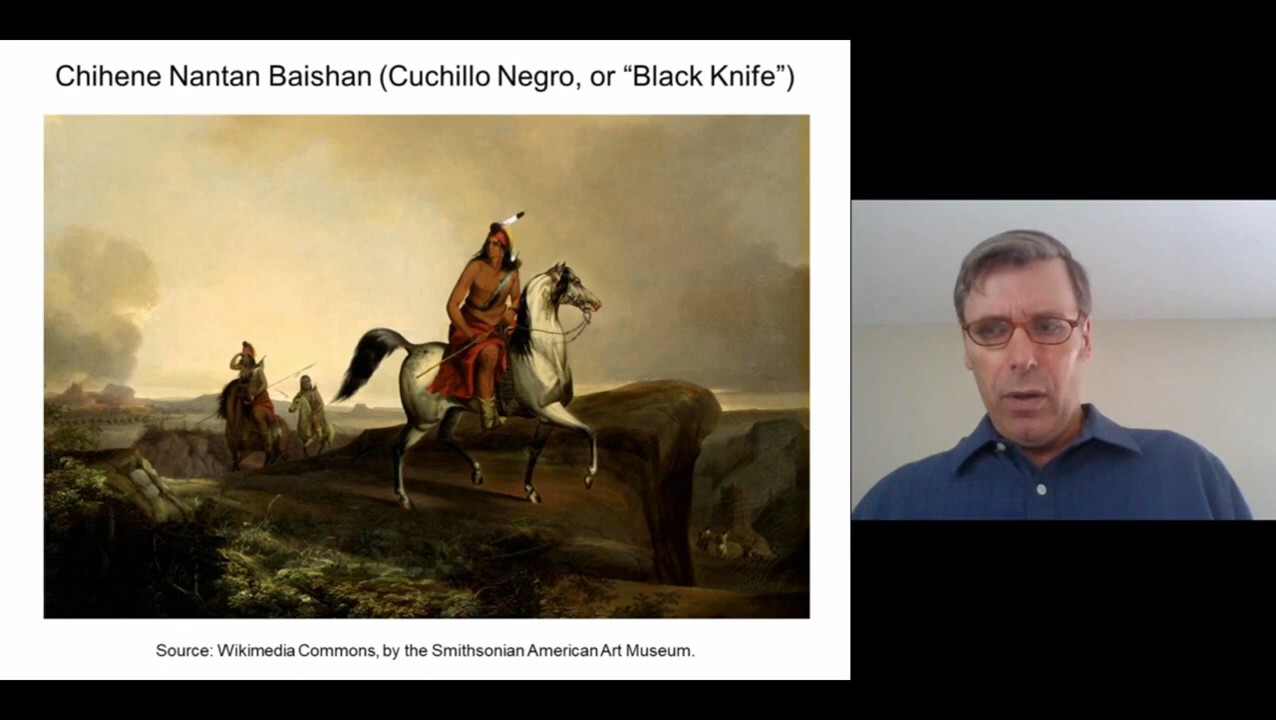 Chihene Nantan Baishan (Cuchillo Negro, or “Black Knife”)
Source: Wikimedia Commons, by the Smithsonian American Art Museum.